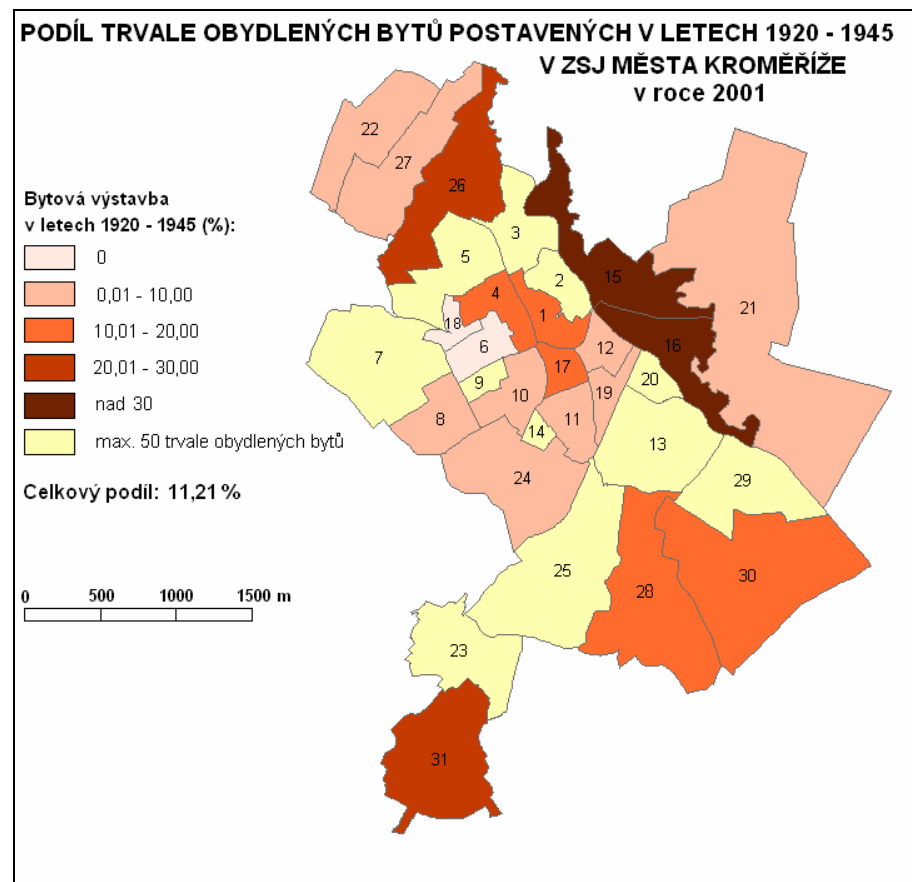 PODÍL TRVALE OBYDLENÝCH BYTŮ POSTAVENÝCH V LETECH 1920 - 1945
V ZSJ MĚSTA KROMĚŘÍŽE
v roce 2001
22
27
26
3
5
2
15
21
4
1
18
12
16
7
6
17
20
9
10
19
8
11
14
13
24
29
25
28
30
23
31
Bytová výstavba
v letech 1920 - 1945 (%):
0
0,01 - 10,00
10,01 - 20,00
20,01 - 30,00
nad 30
max. 50 trvale obydlených bytů
Celkový podíl: 11,21 %
0 500 1000 1500 m